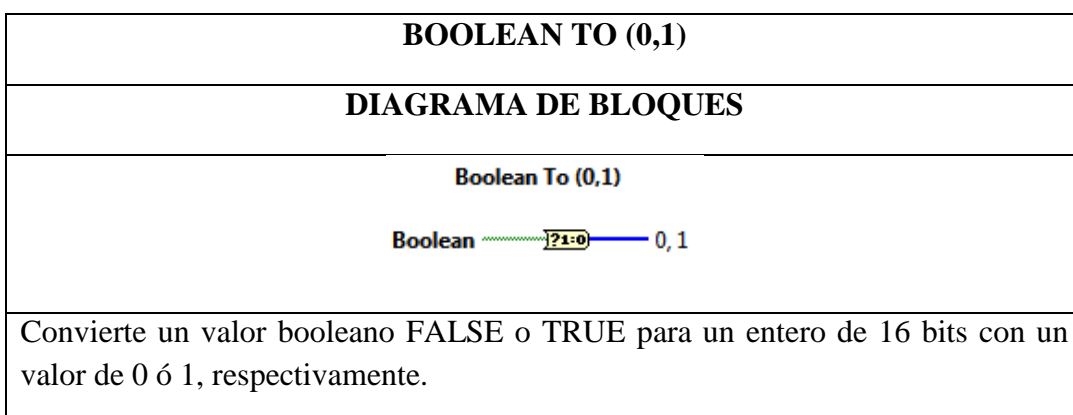 BOOLEAN TO (0,1)
DIAGRAMA DE BLOQUES
Boolean To (0,1)
Boolean ?1:0 0, 1
Convierte un valor booleano FALSE o TRUE para un entero de 16 bits con un
valor de 0 ó 1, respectivamente.